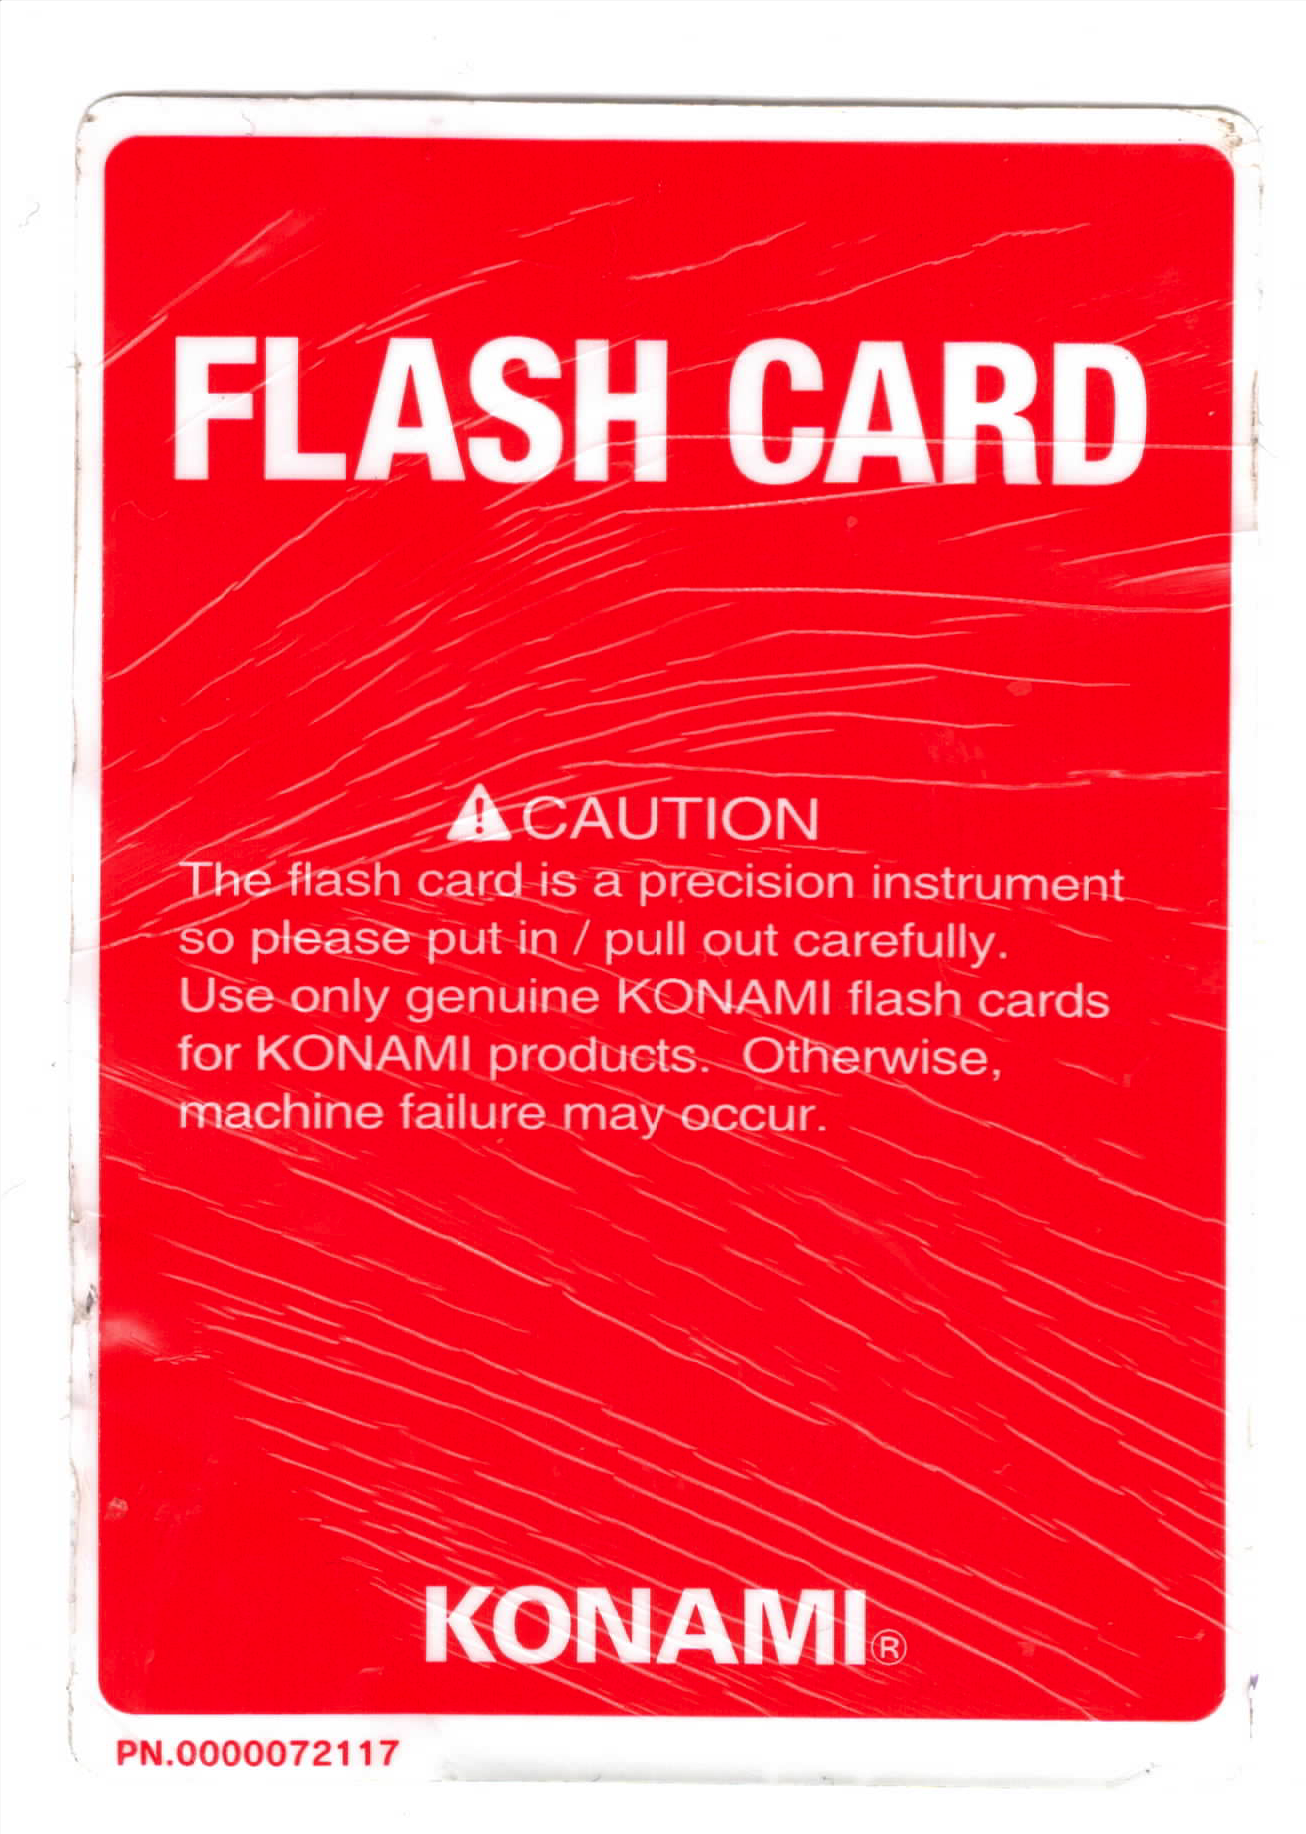 FLASH CARD
⚠CAUTION
The flash card is a precision instrument
so please put in / pull out carefully.
Use only genuine KONAMI flash cards
for KONAMI products. Otherwise,
machine failure may occur.
KONAMI®
PN.0000072117